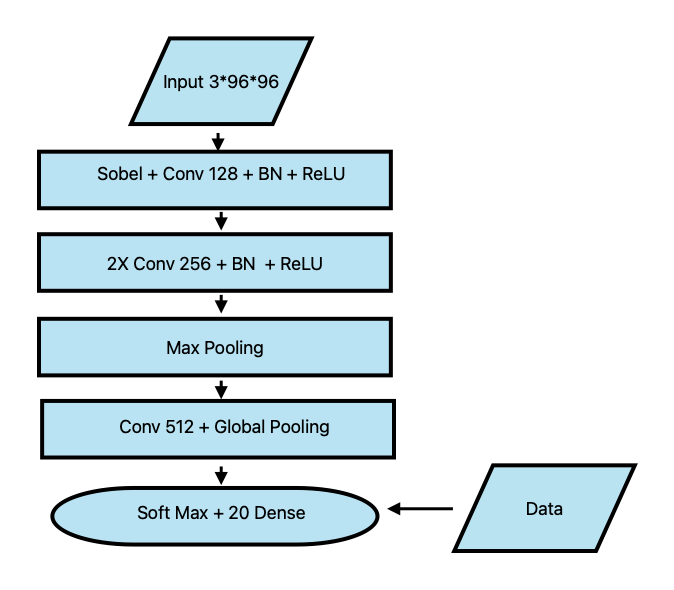 Input 3*96*96
Sobel + Conv 128 + BN + ReLU
2X Conv 256 + BN + ReLU
Max Pooling
Conv 512 + Global Pooling
Soft Max + 20 Dense
Data